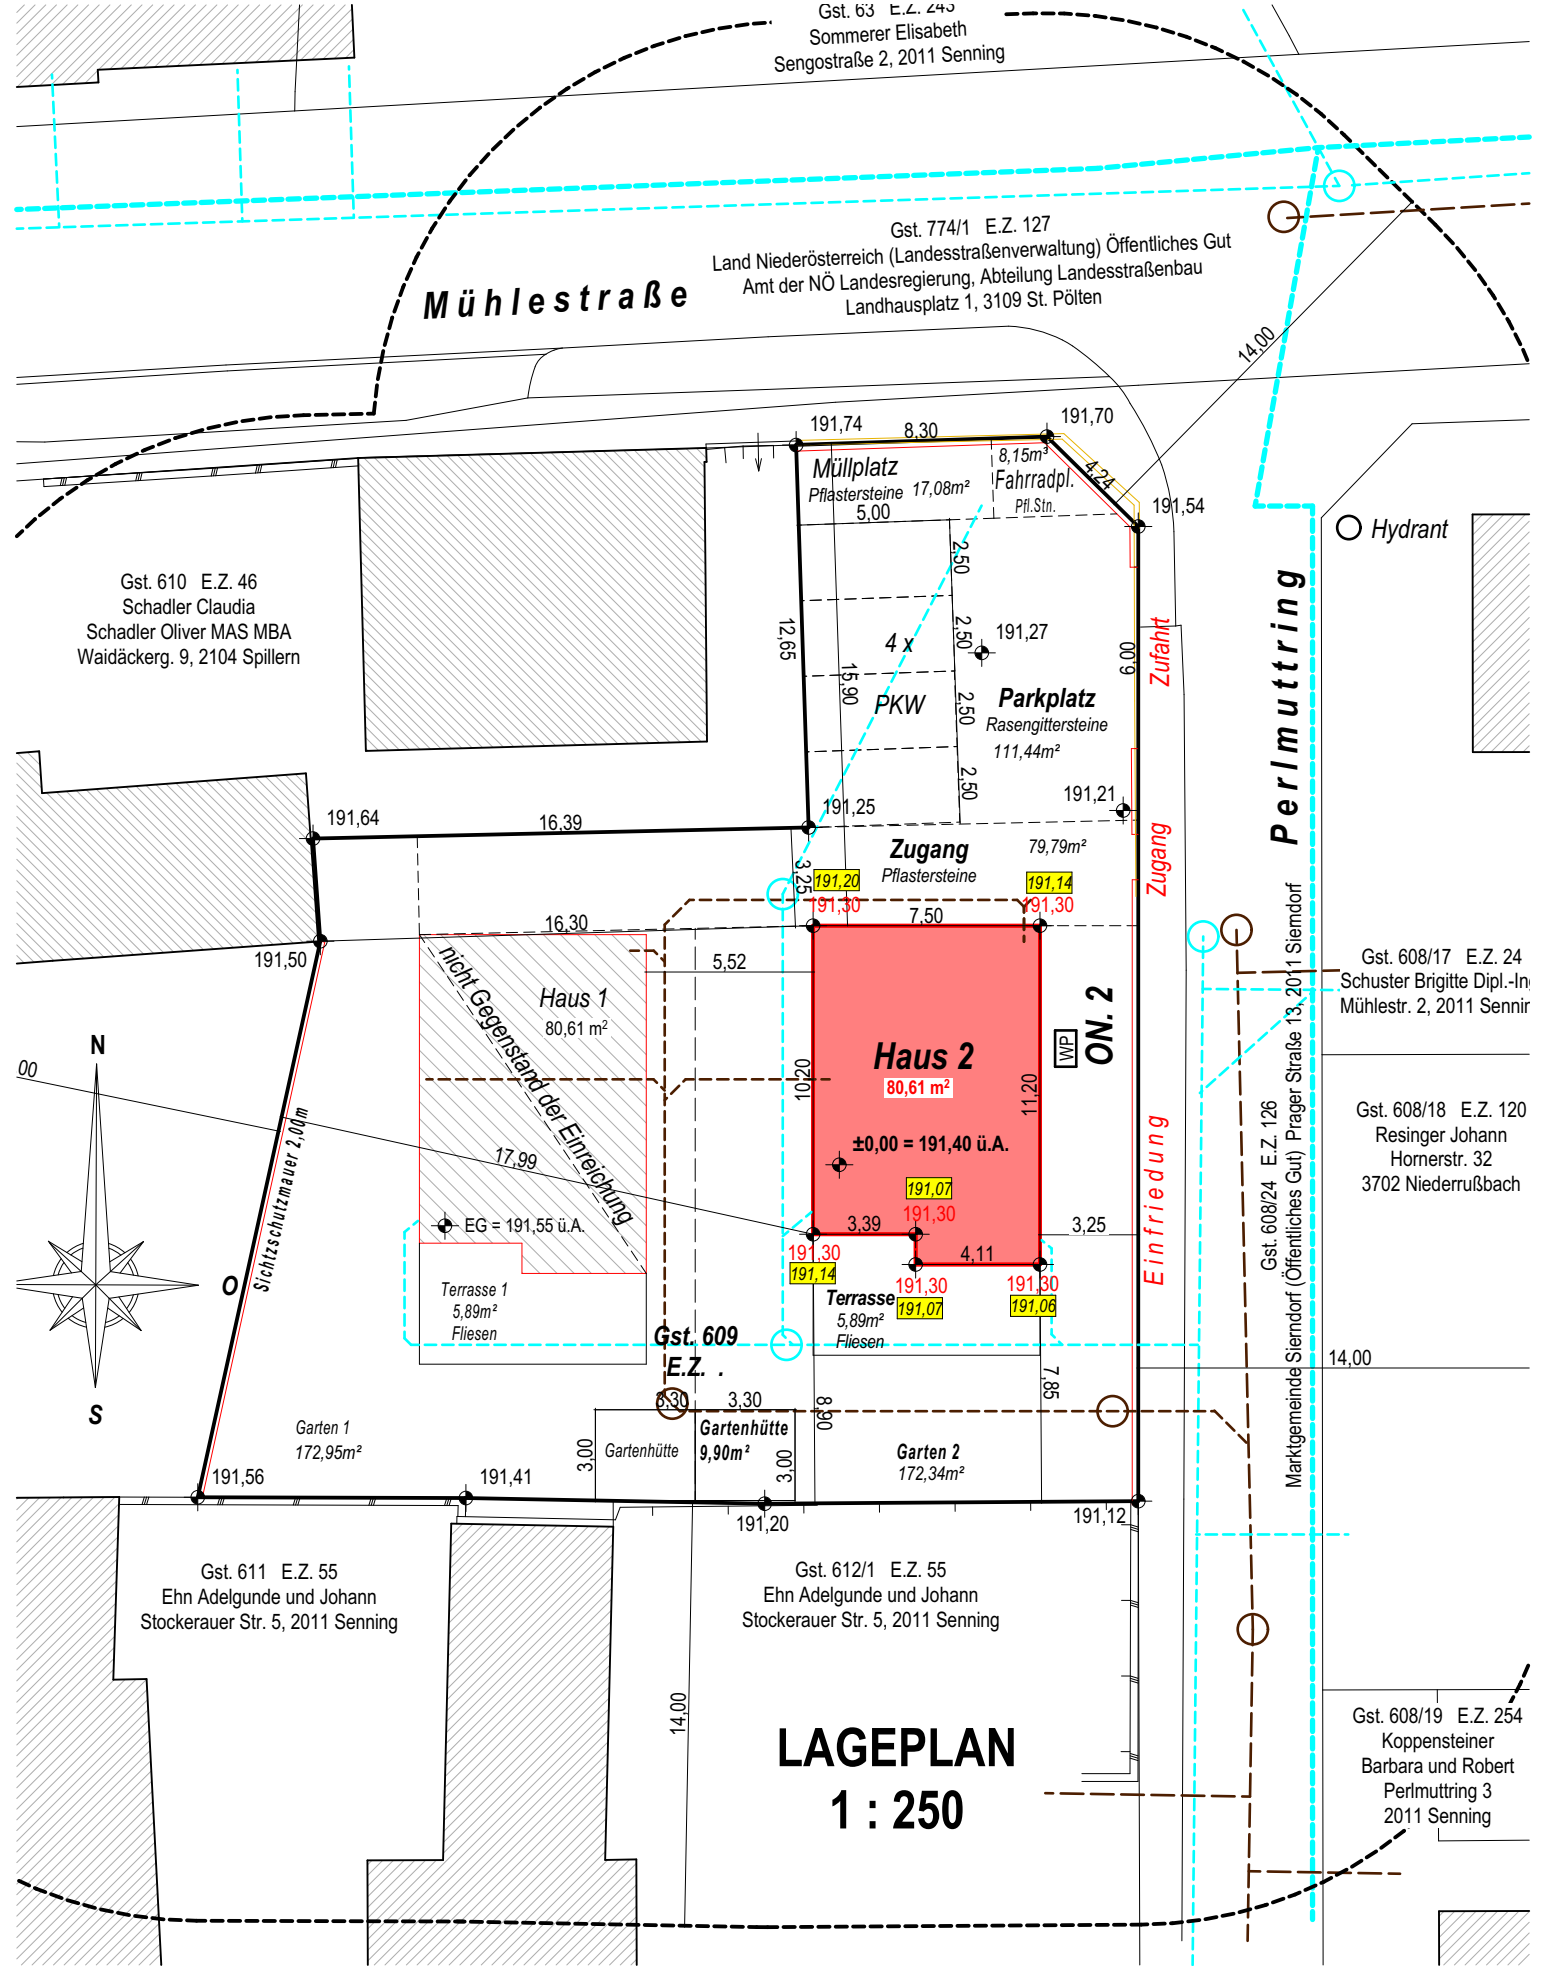 Gst. 63 E.Z. 243
Sommerer Elisabeth
Sengostraße 2, 2011 Senning
Gst. 774/1 E.Z. 127
Land Niederösterreich (Landesstraßenverwaltung) Öffentliches Gut
Amt der NÖ Landesregierung, Abteilung Landesstraßenbau
Landhausplatz 1, 3109 St. Pölten
Mühlestraße
14,00
191,74
8,30
191,70
Müllplatz
Pflastersteine 17,08m²
5,00
8,15m³
Fahrradpl.
Pfl.Stn.
4,24
191,54
Hydrant
Gst. 610 E.Z. 46
Schadler Claudia
Schadler Oliver MAS MBA
Waidäckerg. 9, 2104 Spillern
12,65
15,90
2,50
2,50
2,50
2,50
4 x
PKW
191,27
Parkplatz
Rasengittersteine
111,44m²
9,00
Zufahrt
Perlmuttring
191,64
16,39
191,25
191,21
Zugang
Pflastersteine
79,79m²
Zugang
3,25
191,20
191,30
191,14
191,30
16,30
7,50
191,50
5,52
nicht Gegenstand der Einreichung
Haus 1
80,61 m²
Haus 2
80,61 m²
WP
ON. 2
10,20
11,20
±0,00 = 191,40 ü.A.
Gst. 608/17 E.Z. 24
Schuster Brigitte Dipl.-In
Mühlestr. 2, 2011 Sennin
N
00
O
S
Sichtzschutzmauer 2,00m
17,99
EG = 191,55 ü.A.
191,07
191,30
3,39
4,11
3,25
191,30
191,14
191,30
191,07
191,30
191,06
Einfriedung
Gst. 608/24 E.Z. 126
Marktgemeinde Sierndorf (Öffentliches Gut) Prager Straße 13, 2011 Sierndorf
Gst. 608/18 E.Z. 120
Resinger Johann
Hornerstr. 32
3702 Niederrußbach
Terrasse 1
5,89m²
Fliesen
Terrasse
5,89m²
Fliesen
Gst. 609
E.Z. .
14,00
7,85
8,90
3,30
3,30
3,00
Gartenhütte
Gartenhütte
9,90m²
3,00
Garten 1
172,95m²
Garten 2
172,34m²
191,56
191,41
191,20
191,12
Gst. 611 E.Z. 55
Ehn Adelgunde und Johann
Stockerauer Str. 5, 2011 Senning
Gst. 612/1 E.Z. 55
Ehn Adelgunde und Johann
Stockerauer Str. 5, 2011 Senning
14,00
LAGEPLAN
1 : 250
Gst. 608/19 E.Z. 254
Koppensteiner
Barbara und Robert
Perlmuttring 3
2011 Senning